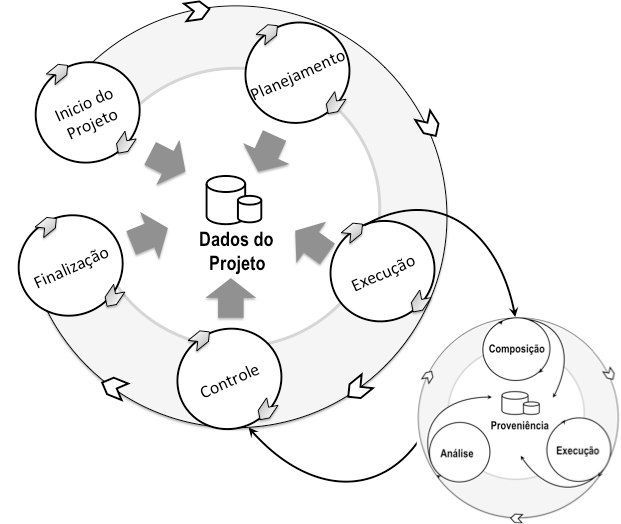 Inicio do
Projeto
Planejamento
Dados do
Projeto
Finalização
Execução
Controle
Composição
Proveniência
Análise
Execução